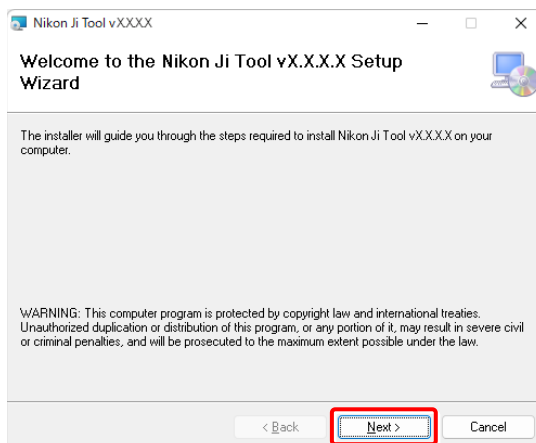 Nikon Ji Tool vXXXX
Welcome to the Nikon Ji Tool vX.X.X.X Setup
Wizard
The installer will guide you through the steps required to install Nikon Ji Tool vX.X.X.X on your
computer.
WARNING: This computer program is protected by copyright law and international treaties.
Unauthorized duplication or distribution of this program, or any portion of it, may result in severe civil
or criminal penalties, and will be prosecuted to the maximum extent possible under the law.
< Back Next > Cancel